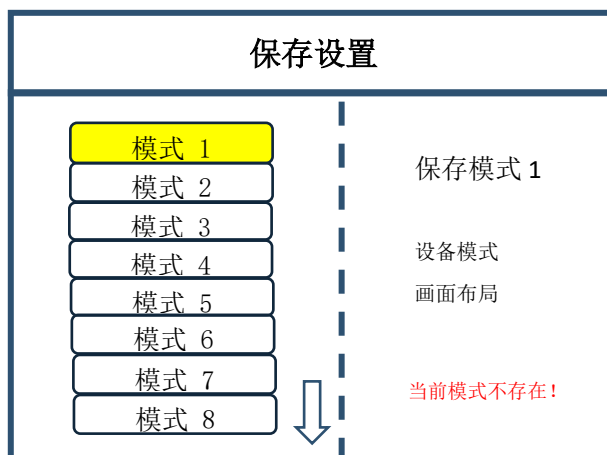 保存设置
模式 1
模式 2
模式 3
模式 4
模式 5
模式 6
模式 7
模式 8
保存模式 1
设备模式
画面布局
当前模式不存在！